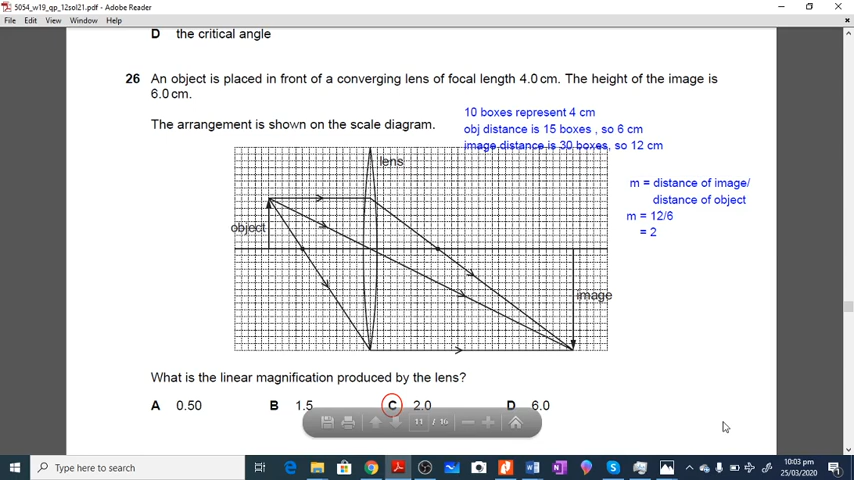 5054_w19_qp_12sol21.pdf - Adobe Reader
File Edit View Window Help
D the critical angle
26 An object is placed in front of a converging lens of focal length 4.0 cm. The height of the image is
6.0 cm.
10 boxes represent 4 cm
The arrangement is shown on the scale diagram.
obj distance is 15 boxes , so 6 cm
image distance is 30 boxes, so 12 cm
lens
m = distance of image/
distance of object
m = 12/6
= 2
object
image
What is the linear magnification produced by the lens?
A 0.50 B 1.5 C 2.0 D 6.0
11 / 16
Type here to search
10:03 pm
25/03/2020